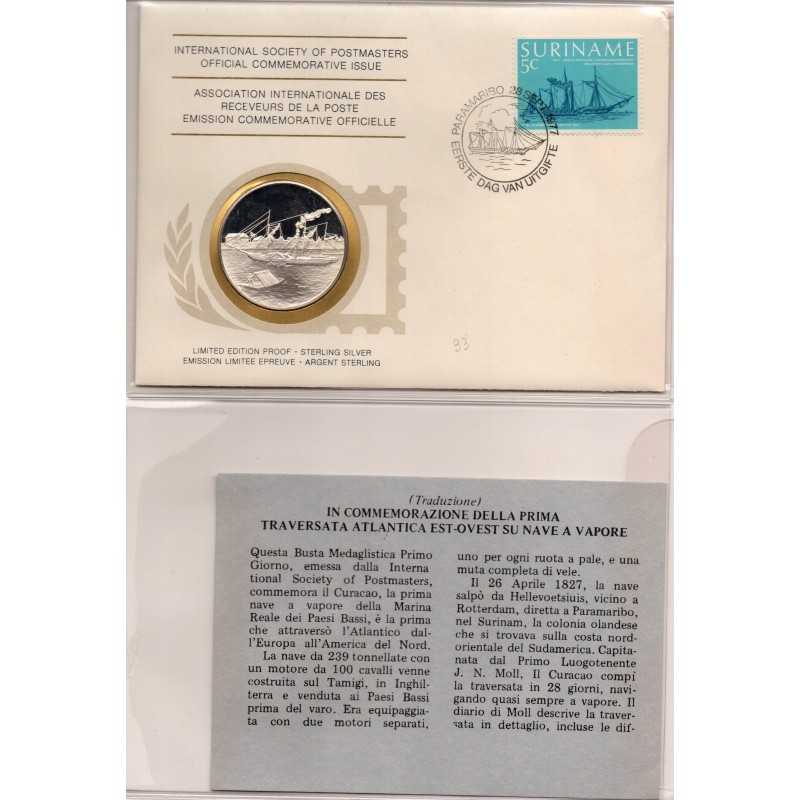 INTERNATIONAL SOCIETY OF POSTMASTERS
OFFICIAL COMMEMORATIVE ISSUE
ASSOCIATION INTERNATIONALE DES
RECEVEURS DE LA POSTE
EMISSION COMMEMORATIVE OFFICIELLE
SURINAME
5c
PARAMARIBO 28 SEPT. 1977
EERSTE DAG VAN UITGIFTE
LIMITED EDITION PROOF - STERLING SILVER
EMISSION LIMITEE EPREUVE - ARGENT STERLING
93
(Traduzione)
IN COMMEMORAZIONE DELLA PRIMA
TRAVERSATA ATLANTICA EST-OVEST SU NAVE A VAPORE
Questa Busta Medaglistica Primo
Giorno, emessa dalla Interna
tional Society of Postmasters,
commemora il Curacao, la prima
nave a vapore della Marina
Reale dei Paesi Bassi, è la prima
che attraversò l'Atlantico dal-
l'Europa all'America del Nord.
La nave da 239 tonnellate con
un motore da 100 cavalli venne
costruita sul Tamigi, in Inghil-
terra e venduta ai Paesi Bassi
prima del varo. Era equipaggia-
ta con due motori separati,
uno per ogni ruota a pale, e una
muta completa di vele.
Il 26 Aprile 1827, la nave
salpò da Hellevoetsiuis, vicino a
Rotterdam, diretta a Paramaribo,
nel Surinam, la colonia olandese
che si trovava sulla costa nord-
orientale del Sudamerica. Capita-
nata dal Primo Luogotenente
J. N. Moll, Il Curacao compì
la traversata in 28 giorni, navi-
gando quasi sempre a vapore. Il
diario di Moll descrive la traver-
sata in dettaglio, incluse le dif-